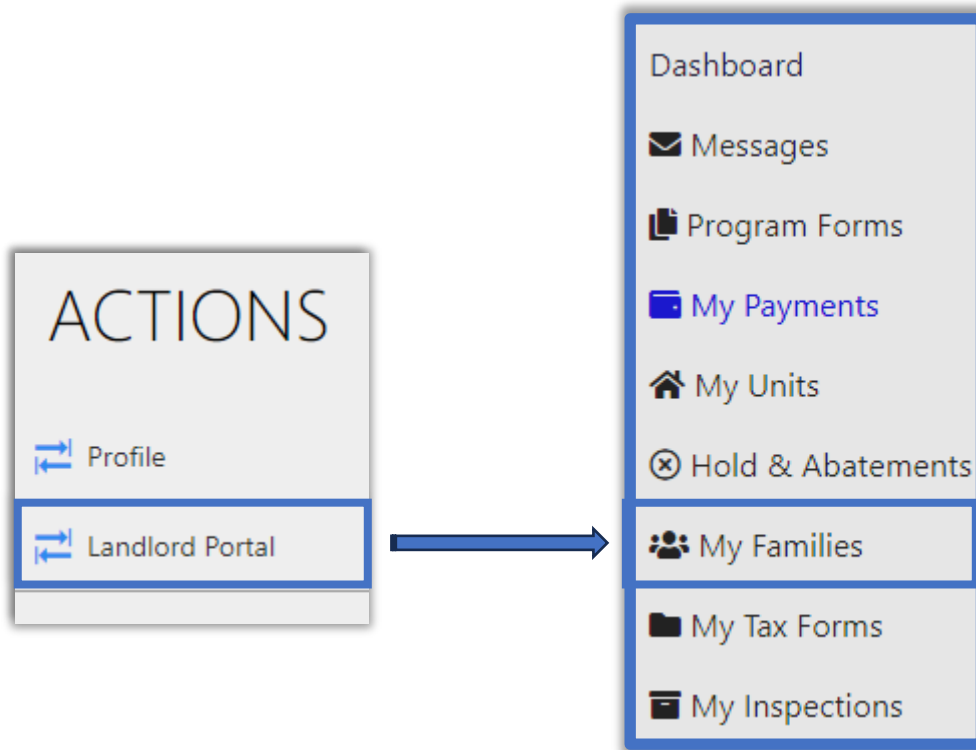 ACTIONS
Profile
Landlord Portal
Dashboard
Messages
Program Forms
My Payments
My Units
Hold & Abatements
My Families
My Tax Forms
My Inspections